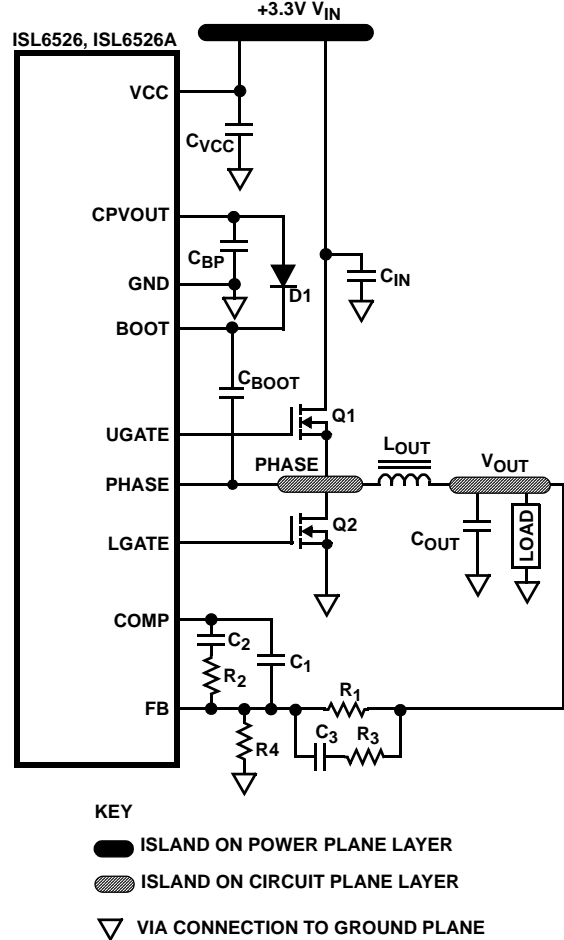 +3.3V VIN
ISL6526, ISL6526A
VCC
CVCC
CPVOUT
CBP
GND
D1
CIN
BOOT
CBOOT
Q1
UGATE
LOUT
PHASE
VOUT
PHASE
Q2
COUT
LOAD
LGATE
COMP
C2
C1
R2
R1
FB
C3
R3
R4
KEY
ISLAND ON POWER PLANE LAYER
ISLAND ON CIRCUIT PLANE LAYER
VIA CONNECTION TO GROUND PLANE